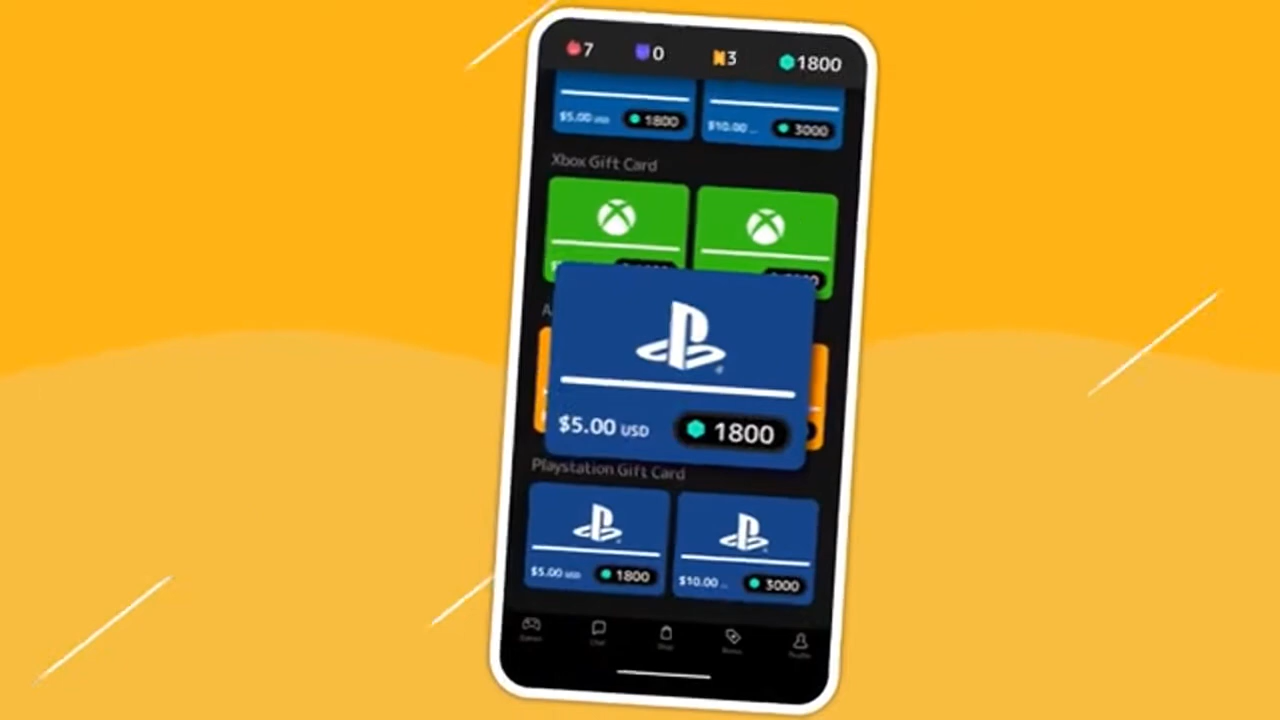 7 0 3 1800
$5.00 USD 1800 $10.00 ... 3000
Xbox Gift Card
$5.00 USD 1800
Playstation Gift Card
$5.00 USD 1800 $10.00 ... 3000